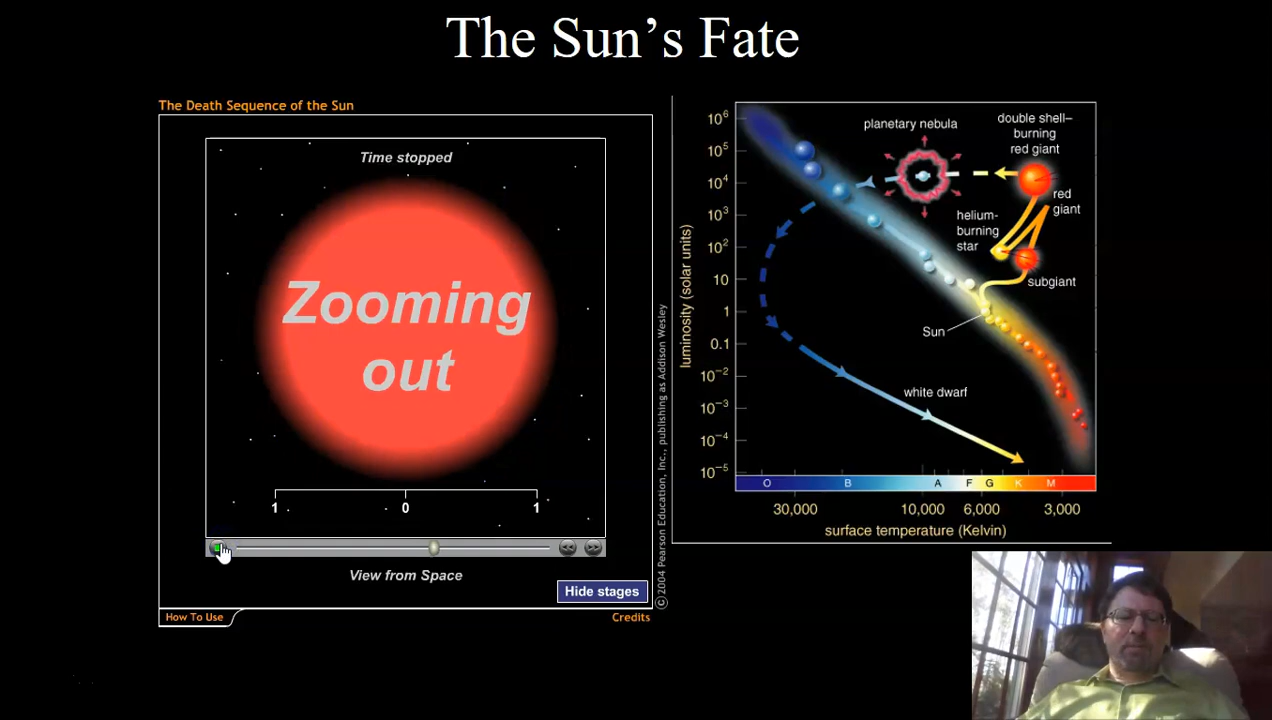 The Sun's Fate
The Death Sequence of the Sun
Time stopped
Zooming
out
1 0 1
View from Space
Hide stages
How To Use
Credits
©2004 Pearson Education, Inc., publishing as Addison Wesley
luminosity (solar units)
10⁶
10⁵
10⁴
10³
10²
10
1
0.1
10⁻²
10⁻³
10⁻⁴
10⁻⁵
planetary nebula
double shell–
burning
red giant
red
giant
helium-
burning
star
subgiant
Sun
white dwarf
O B A F G K M
30,000 10,000 6,000 3,000
surface temperature (Kelvin)